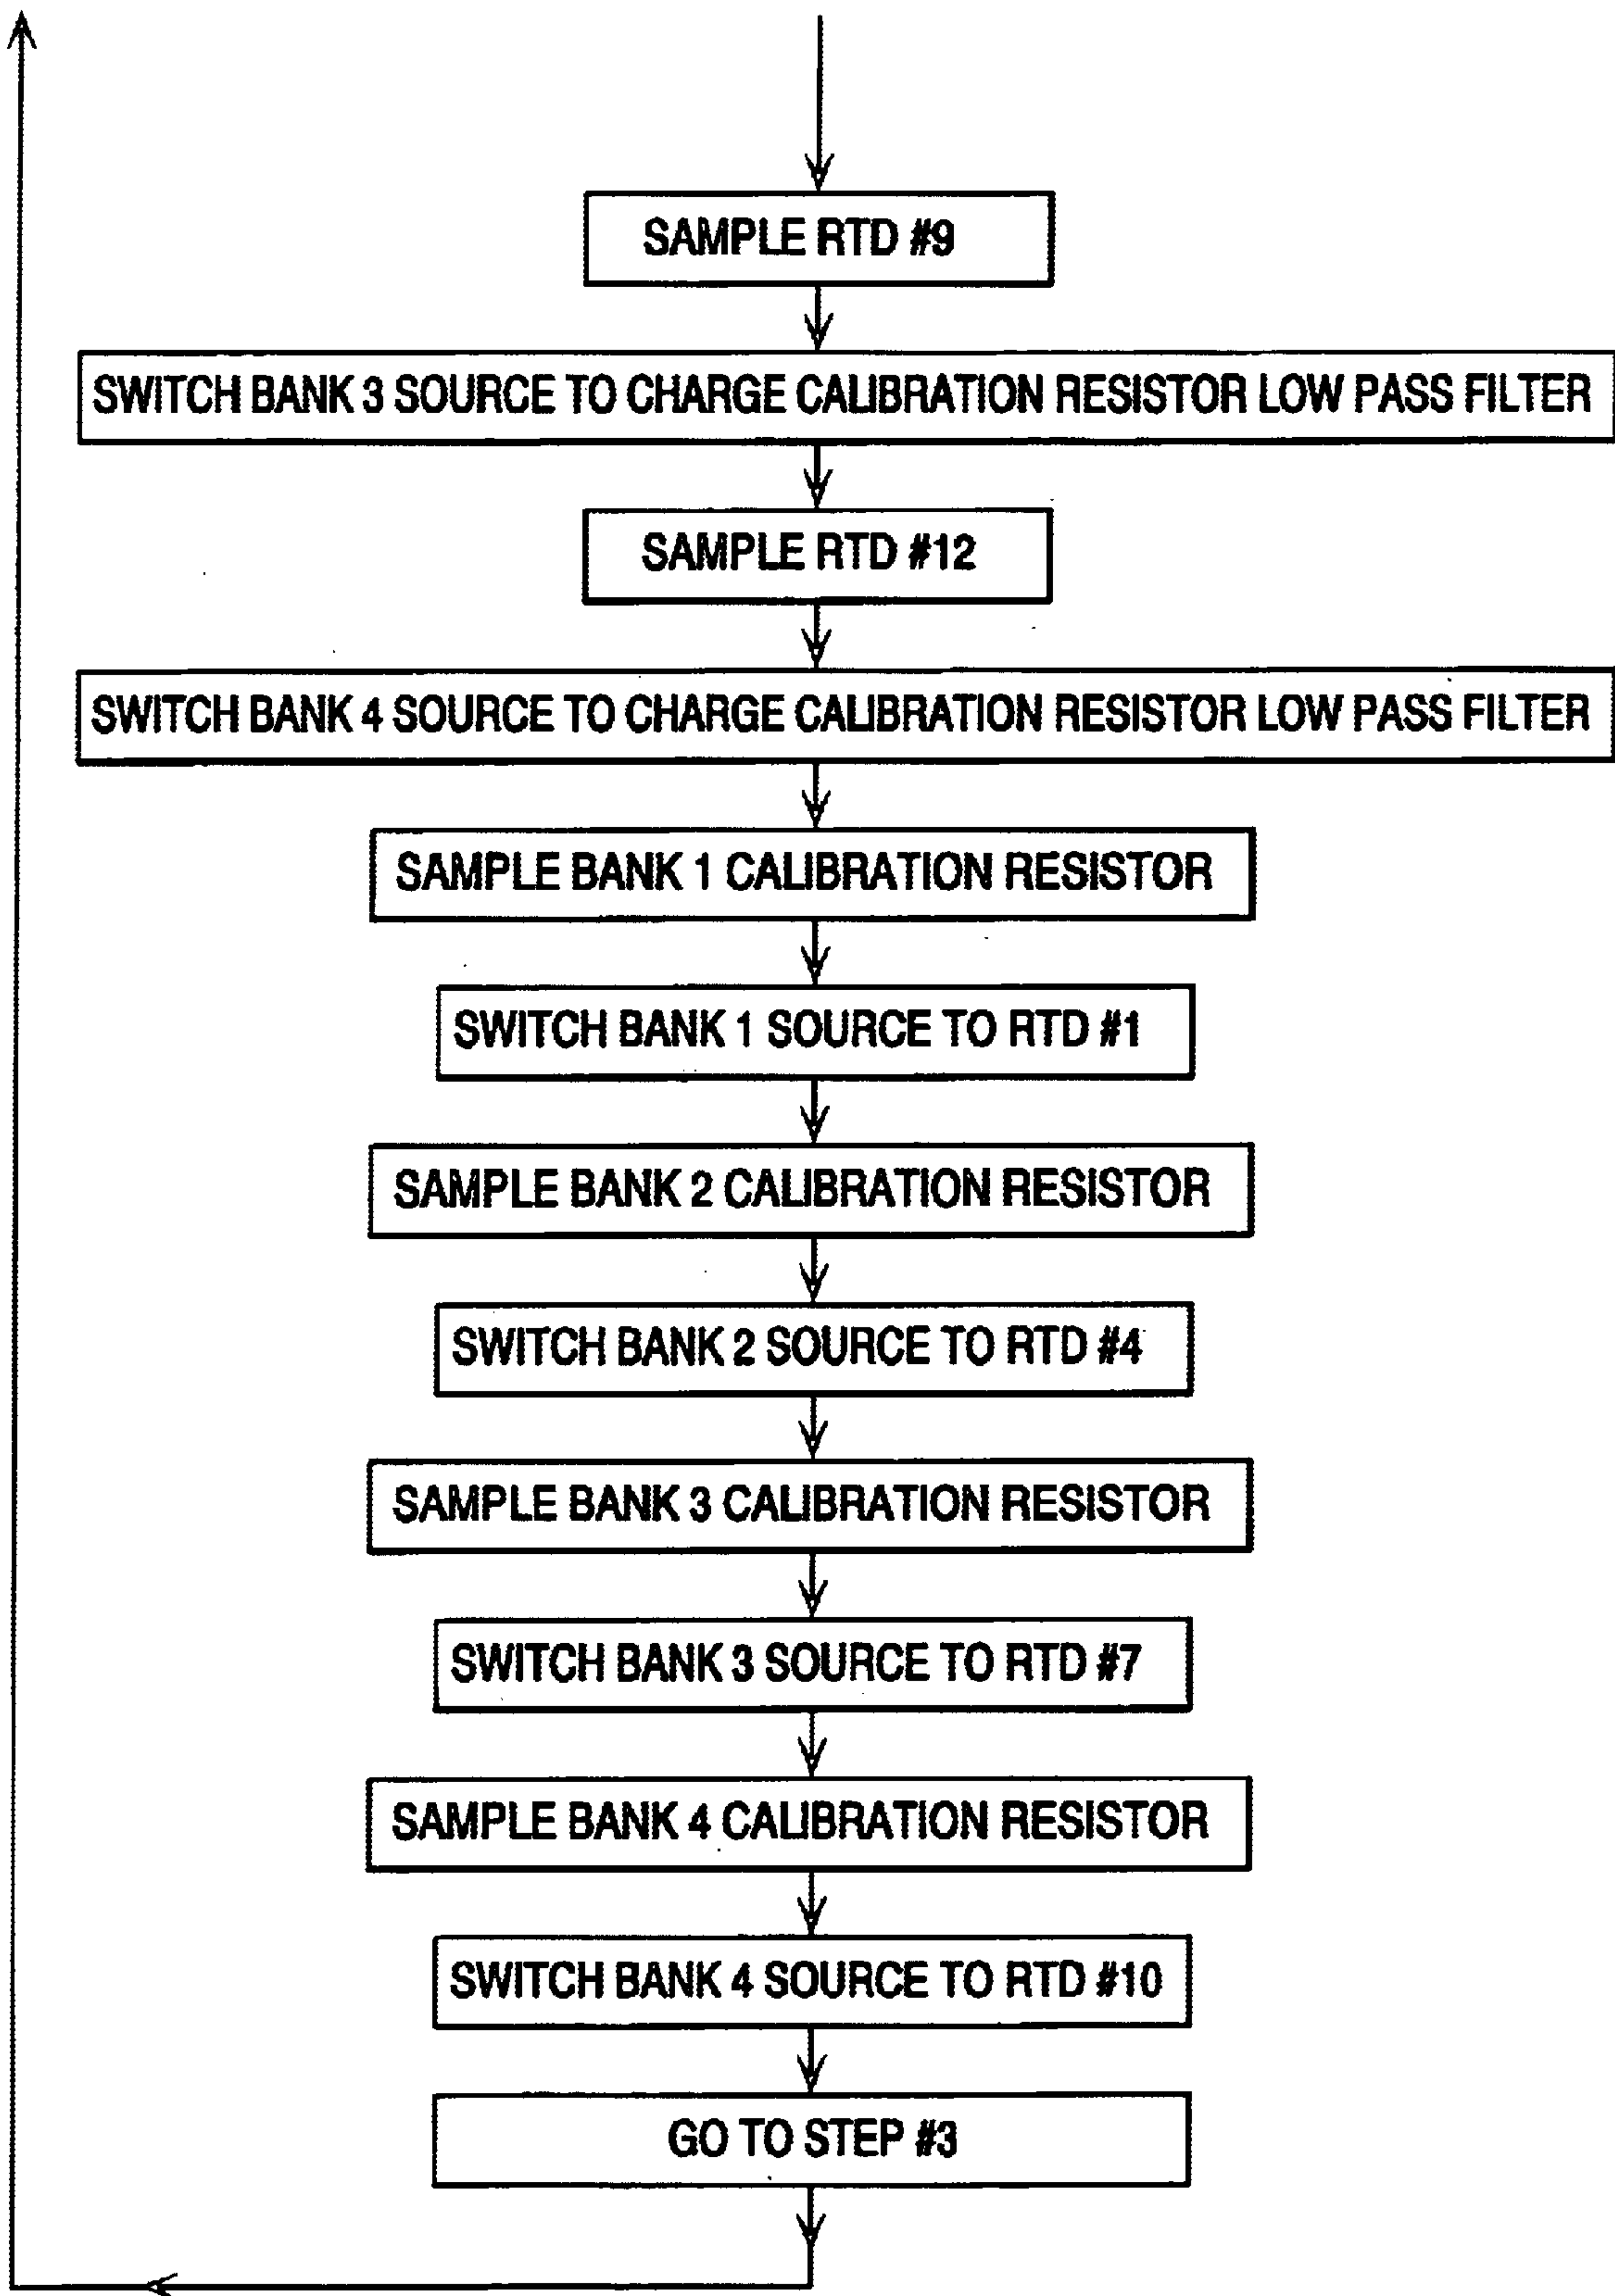 SAMPLE RTD #9
SWITCH BANK 3 SOURCE TO CHARGE CALIBRATION RESISTOR LOW PASS FILTER
SAMPLE RTD #12
SWITCH BANK 4 SOURCE TO CHARGE CALIBRATION RESISTOR LOW PASS FILTER
SAMPLE BANK 1 CALIBRATION RESISTOR
SWITCH BANK 1 SOURCE TO RTD #1
SAMPLE BANK 2 CALIBRATION RESISTOR
SWITCH BANK 2 SOURCE TO RTD #4
SAMPLE BANK 3 CALIBRATION RESISTOR
SWITCH BANK 3 SOURCE TO RTD #7
SAMPLE BANK 4 CALIBRATION RESISTOR
SWITCH BANK 4 SOURCE TO RTD #10
GO TO STEP #3